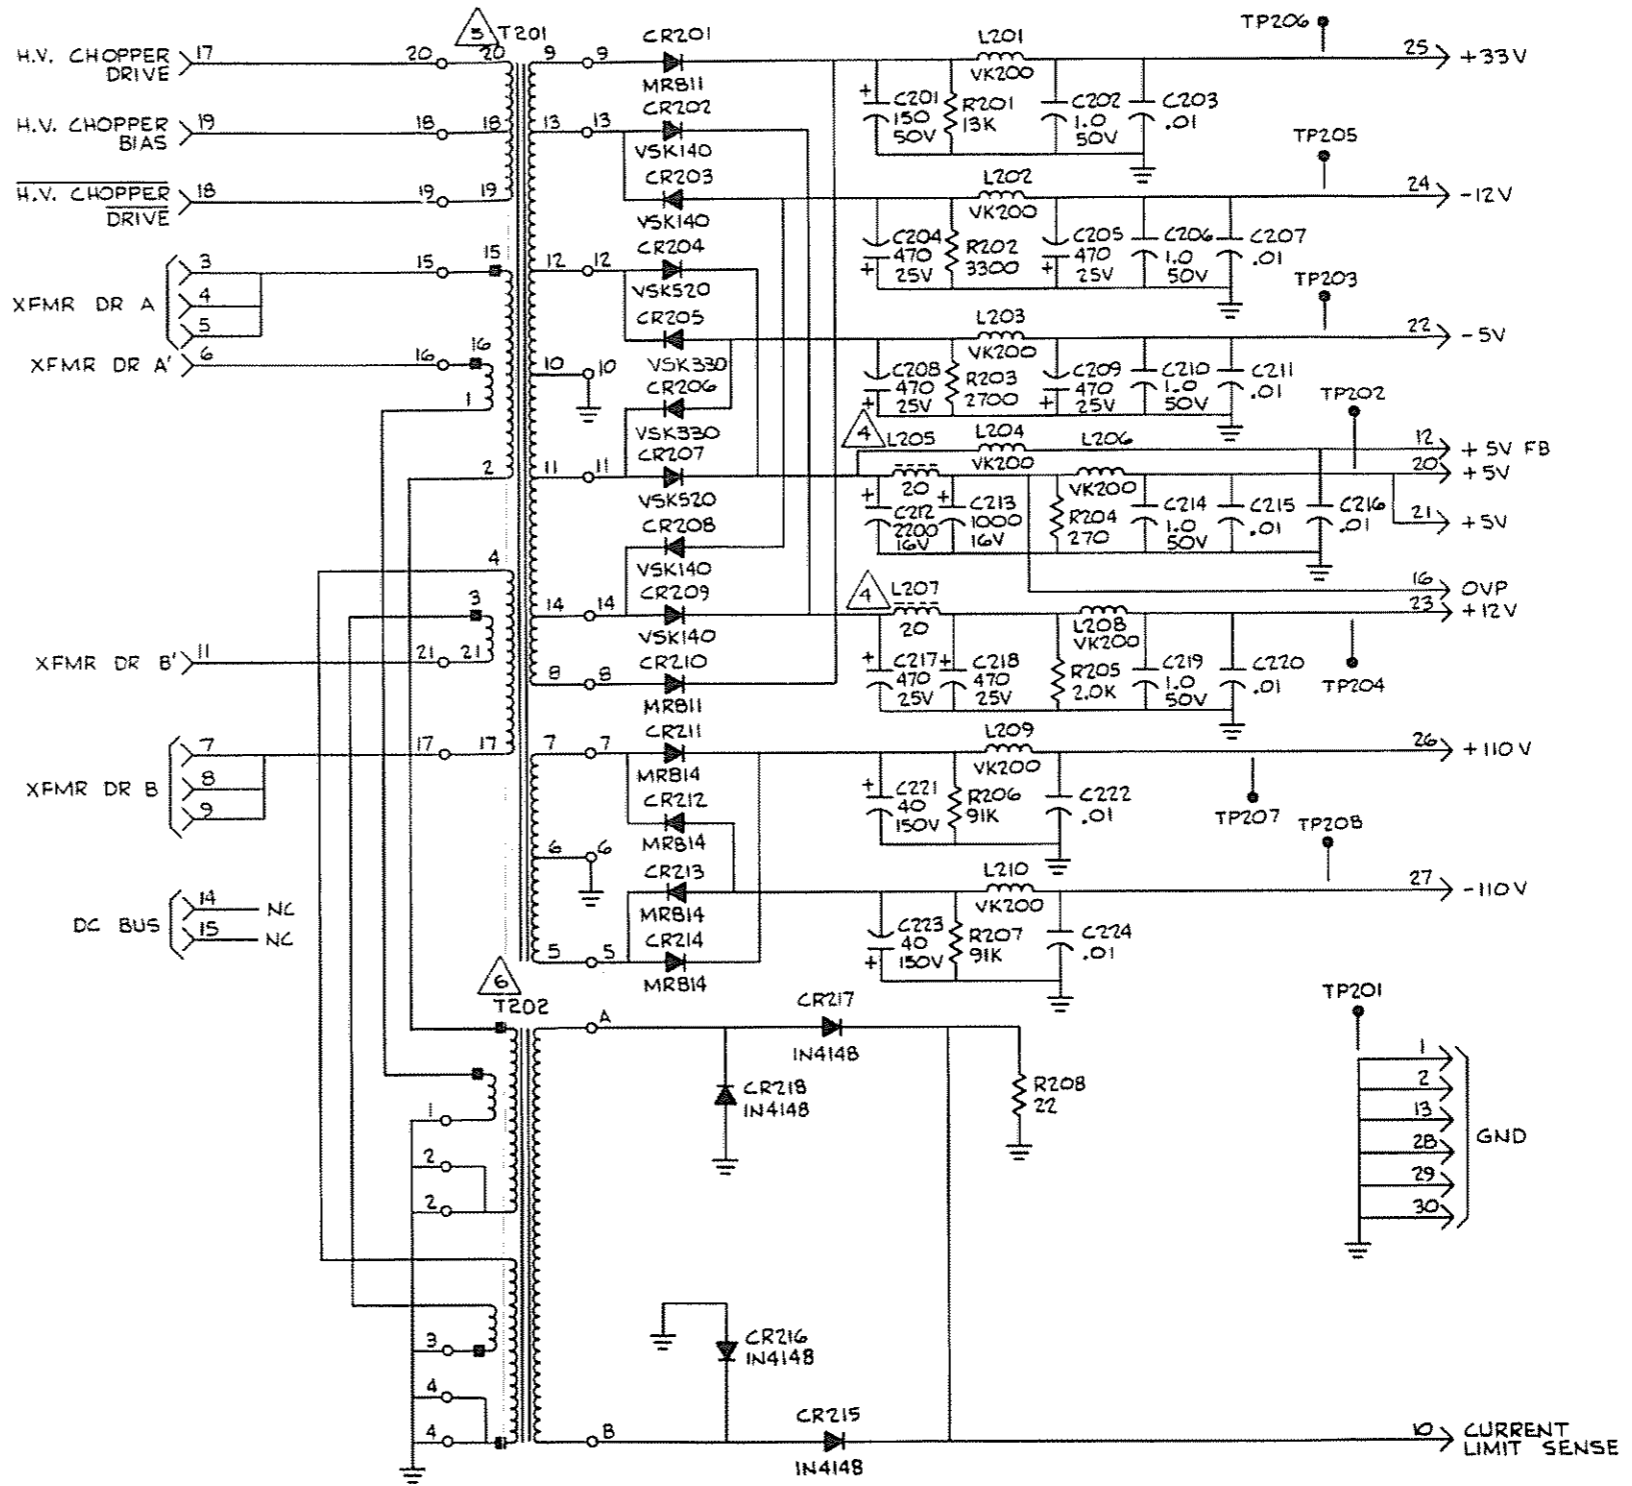 5 T201
H.V. CHOPPER DRIVE 17 20 20
H.V. CHOPPER BIAS 19 18 18
H.V. CHOPPER DRIVE 18 19 19
XFMR DR A 3 4 5 15 15
XFMR DR A' 6 16 16
1
2
4
3
XFMR DR B' 11 21 21
XFMR DR B 7 8 9 17 17
DC BUS 14 NC
15 NC
9 9 CR201
MR811
CR202
13 13
VSK140
CR203
VSK140
CR204
12 12
VSK520
CR205
VSK330
10 10
CR206
VSK330
CR207
11 11
VSK520
CR208
VSK140
CR209
14 14
VSK140
CR210
8 8
MR811
CR211
7 7
MR814
CR212
MR814
6 6
CR213
MR814
CR214
5 5
MR814
L201
VK200
TP206
25 +33V
+ C201 150 50V
R201 13K
C202 1.0 50V
C203 .01
TP205
L202
VK200
24 -12V
C204 470 + 25V
R202 3300
C205 470 + 25V
C206 1.0 50V
C207 .01
TP203
L203
VK200
22 -5V
C208 470 25V +
R203 2700
C209 470 + 25V
C210 1.0 50V
C211 .01
TP202
4 L205 L204 L206
VK200
12 +5V FB
20 +5V
20
VK200
21 +5V
+ C212 2200 16V
+ C213 1000 16V
R204 270
C214 1.0 50V
C215 .01
C216 .01
16 OVP
4 L207
23 +12V
20
L208
VK200
+ C217 470 25V
+ C218 470 25V
R205 2.0K
C219 1.0 50V
C220 .01
TP204
L209
VK200
26 +110V
+ C221 40 150V
R206 91K
C222 .01
TP207
TP208
L210
VK200
27 -110V
C223 40 + 150V
R207 91K
C224 .01
6
T202
A
CR217
1N4148
CR218
1N4148
R208
22
1
2
2
3
4
4
CR216
1N4148
B
CR215
1N4148
TP201
1
2
13
28
29
30
GND
10 CURRENT
LIMIT SENSE